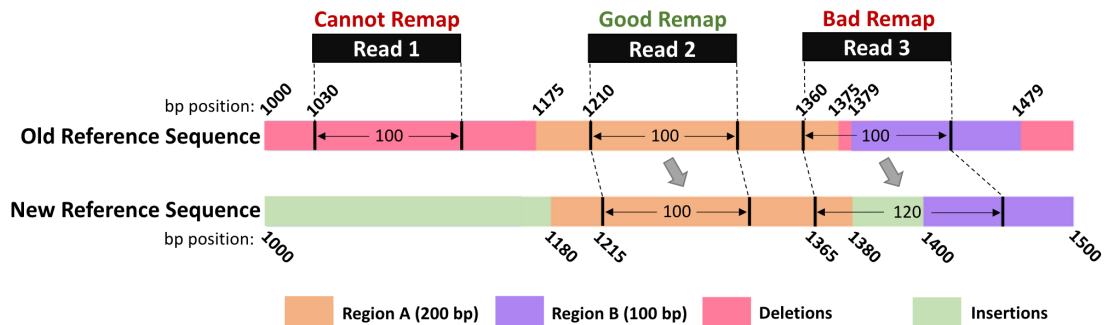 Cannot Remap Good Remap Bad Remap
Read 1 Read 2 Read 3
bp position: 1000 1030 1175 1210 1360 1375 1379 1479
Old Reference Sequence 100 100 100
New Reference Sequence 100 120
bp position: 1000 1180 1215 1365 1380 1400 1500
Region A (200 bp) Region B (100 bp) Deletions Insertions